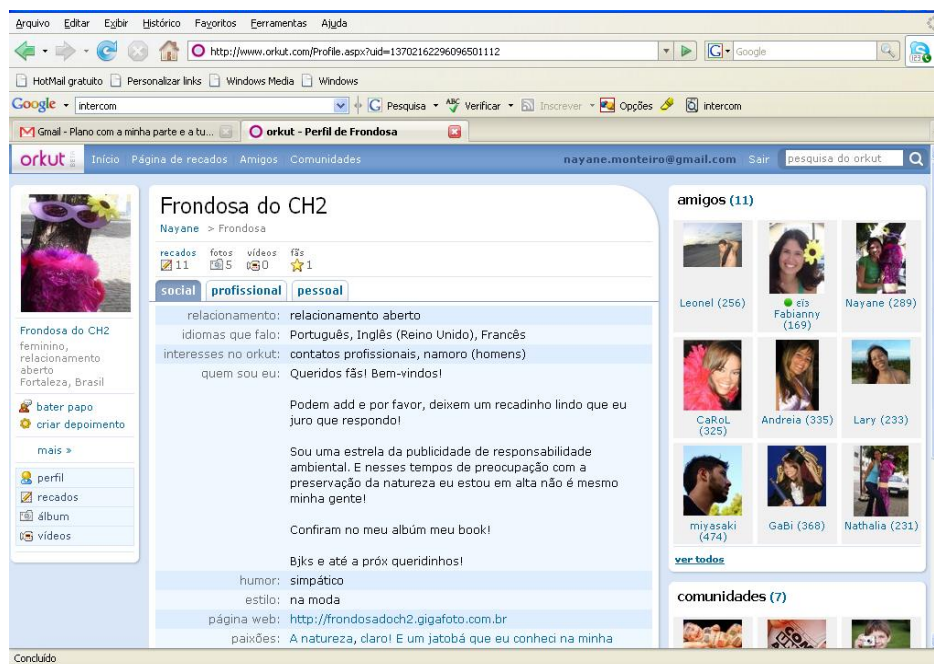 Arquivo Editar Exibir Histórico Favoritos Ferramentas Ajuda
http://www.orkut.com/Profile.aspx?uid=13702162296096501112
G Google
HotMail gratuito Personalizar links Windows Media Windows
Google intercom Pesquisa Verificar Inscrever Opções intercom
Gmail - Plano com a minha parte e a tu... orkut - Perfil de Frondosa
orkut Início Página de recados Amigos Comunidades nayane.monteiro@gmail.com Sair pesquisa do orkut
Frondosa do CH2
feminino,
relacionamento
aberto
Fortaleza, Brasil
bater papo
criar depoimento
mais »
perfil
recados
álbum
vídeos
Frondosa do CH2
Nayane > Frondosa
recados fotos vídeos fãs
11 5 0 1
social profissional pessoal
relacionamento: relacionamento aberto
idiomas que falo: Português, Inglês (Reino Unido), Francês
interesses no orkut: contatos profissionais, namoro (homens)
quem sou eu: Queridos fãs! Bem-vindos!
Podem add e por favor, deixem um recadinho lindo que eu
juro que respondo!
Sou uma estrela da publicidade de responsabilidade
ambiental. E nesses tempos de preocupação com a
preservação da natureza eu estou em alta não é mesmo
minha gente!
Confiram no meu albúm meu book!
Bjks e até a próx queridinhos!
humor: simpático
estilo: na moda
página web: http://frondosadoch2.gigafoto.com.br
paixões: A natureza, claro! E um jatobá que eu conheci na minha
amigos (11)
Leonel (256) εïз Fabianny (169) Nayane (289)
CaRoL (325) Andreia (335) Lary (233)
miyasaki (474) GaBi (368) Nathalia (231)
ver todos
comunidades (7)
Concluído